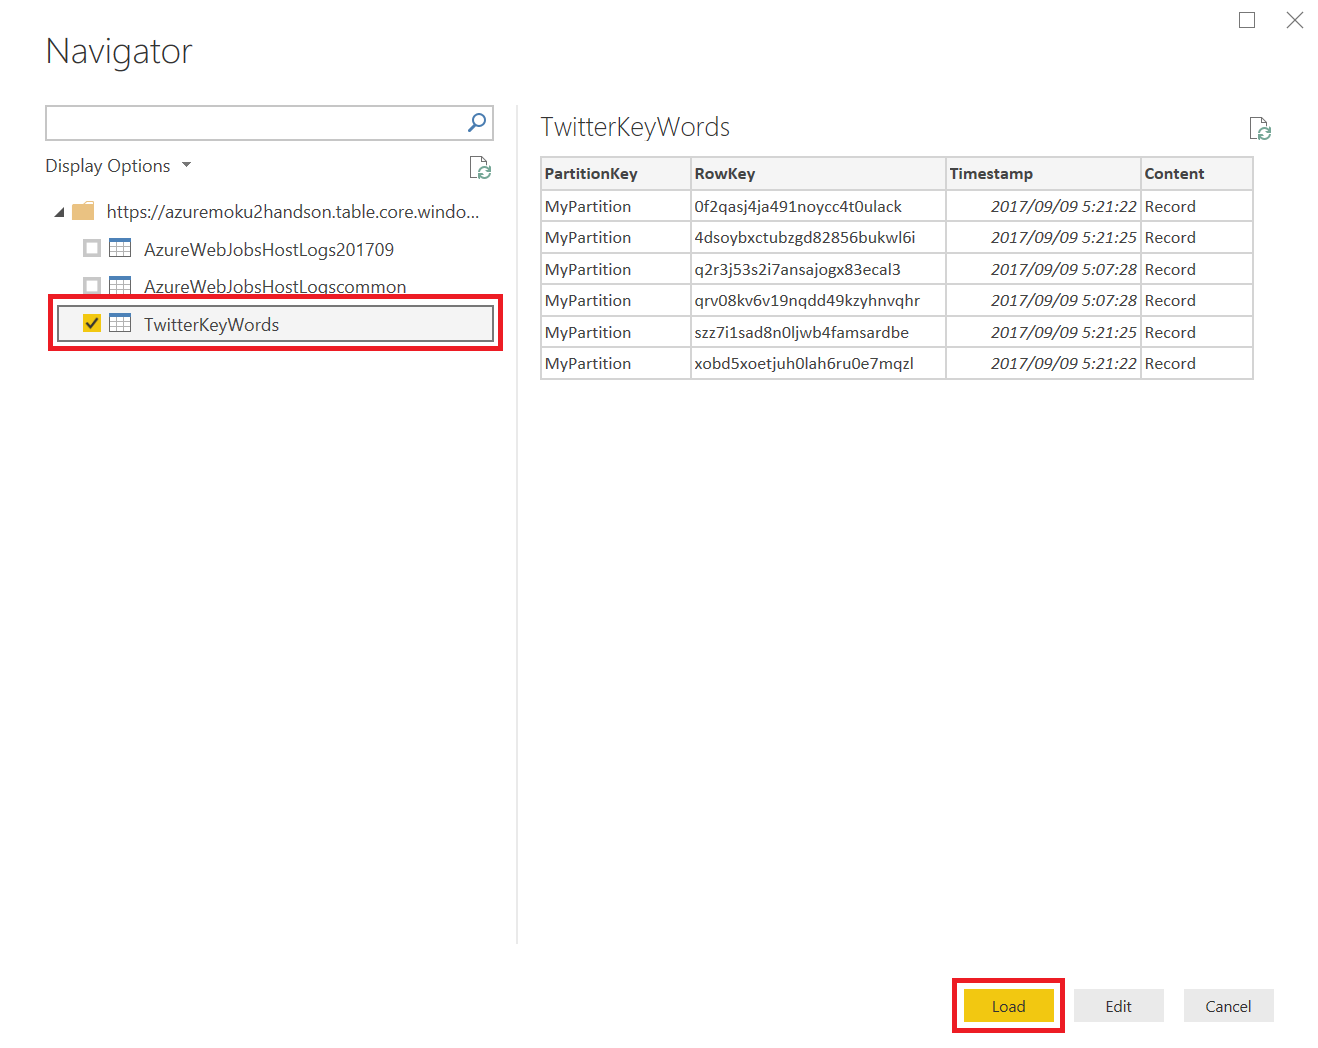 Navigator
Display Options
https://azuremoku2handson.table.core.windo...
AzureWebJobsHostLogs201709
AzureWebJobsHostLogscommon
TwitterKeyWords
TwitterKeyWords
PartitionKey RowKey Timestamp Content
MyPartition 0f2qasj4ja491noycc4t0ulack 2017/09/09 5:21:22 Record
MyPartition 4dsoybxctubzgd82856bukwl6i 2017/09/09 5:21:25 Record
MyPartition q2r3j53s2i7ansajogx83ecal3 2017/09/09 5:07:28 Record
MyPartition qrv08kv6v19nqdd49kzyhnvqhr 2017/09/09 5:07:28 Record
MyPartition szz7i1sad8n0ljwb4famsardbe 2017/09/09 5:21:25 Record
MyPartition xobd5xoetjuh0lah6ru0e7mqzl 2017/09/09 5:21:22 Record
Load Edit Cancel